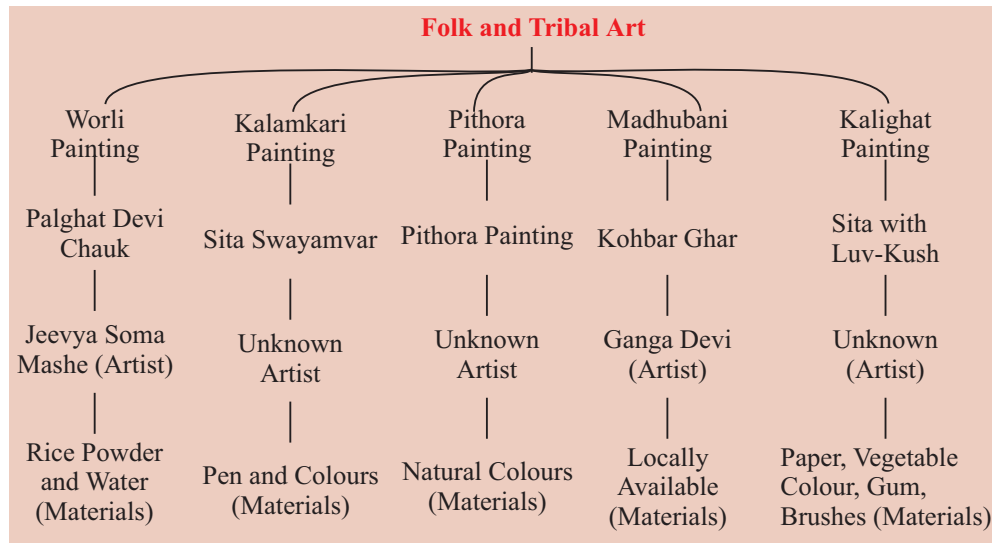 Folk and Tribal Art
Worli
Painting
Kalamkari
Painting
Pithora
Painting
Madhubani
Painting
Kalighat
Painting
Palghat Devi
Chauk
Sita Swayamvar
Pithora Painting
Kohbar Ghar
Sita with
Luv-Kush
Jeevya Soma
Mashe (Artist)
Unknown
Artist
Unknown
Artist
Ganga Devi
(Artist)
Unknown
(Artist)
Rice Powder
and Water
(Materials)
Pen and Colours
(Materials)
Natural Colours
(Materials)
Locally
Available
(Materials)
Paper, Vegetable
Colour, Gum,
Brushes (Materials)